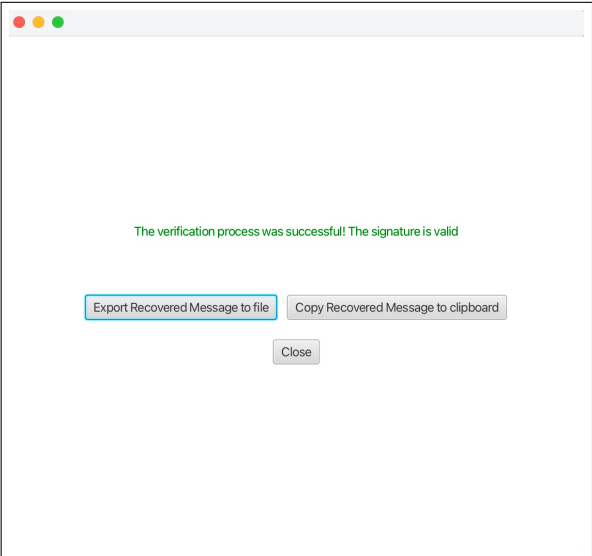 The verification process was successful! The signature is valid
Export Recovered Message to file
Copy Recovered Message to clipboard
Close